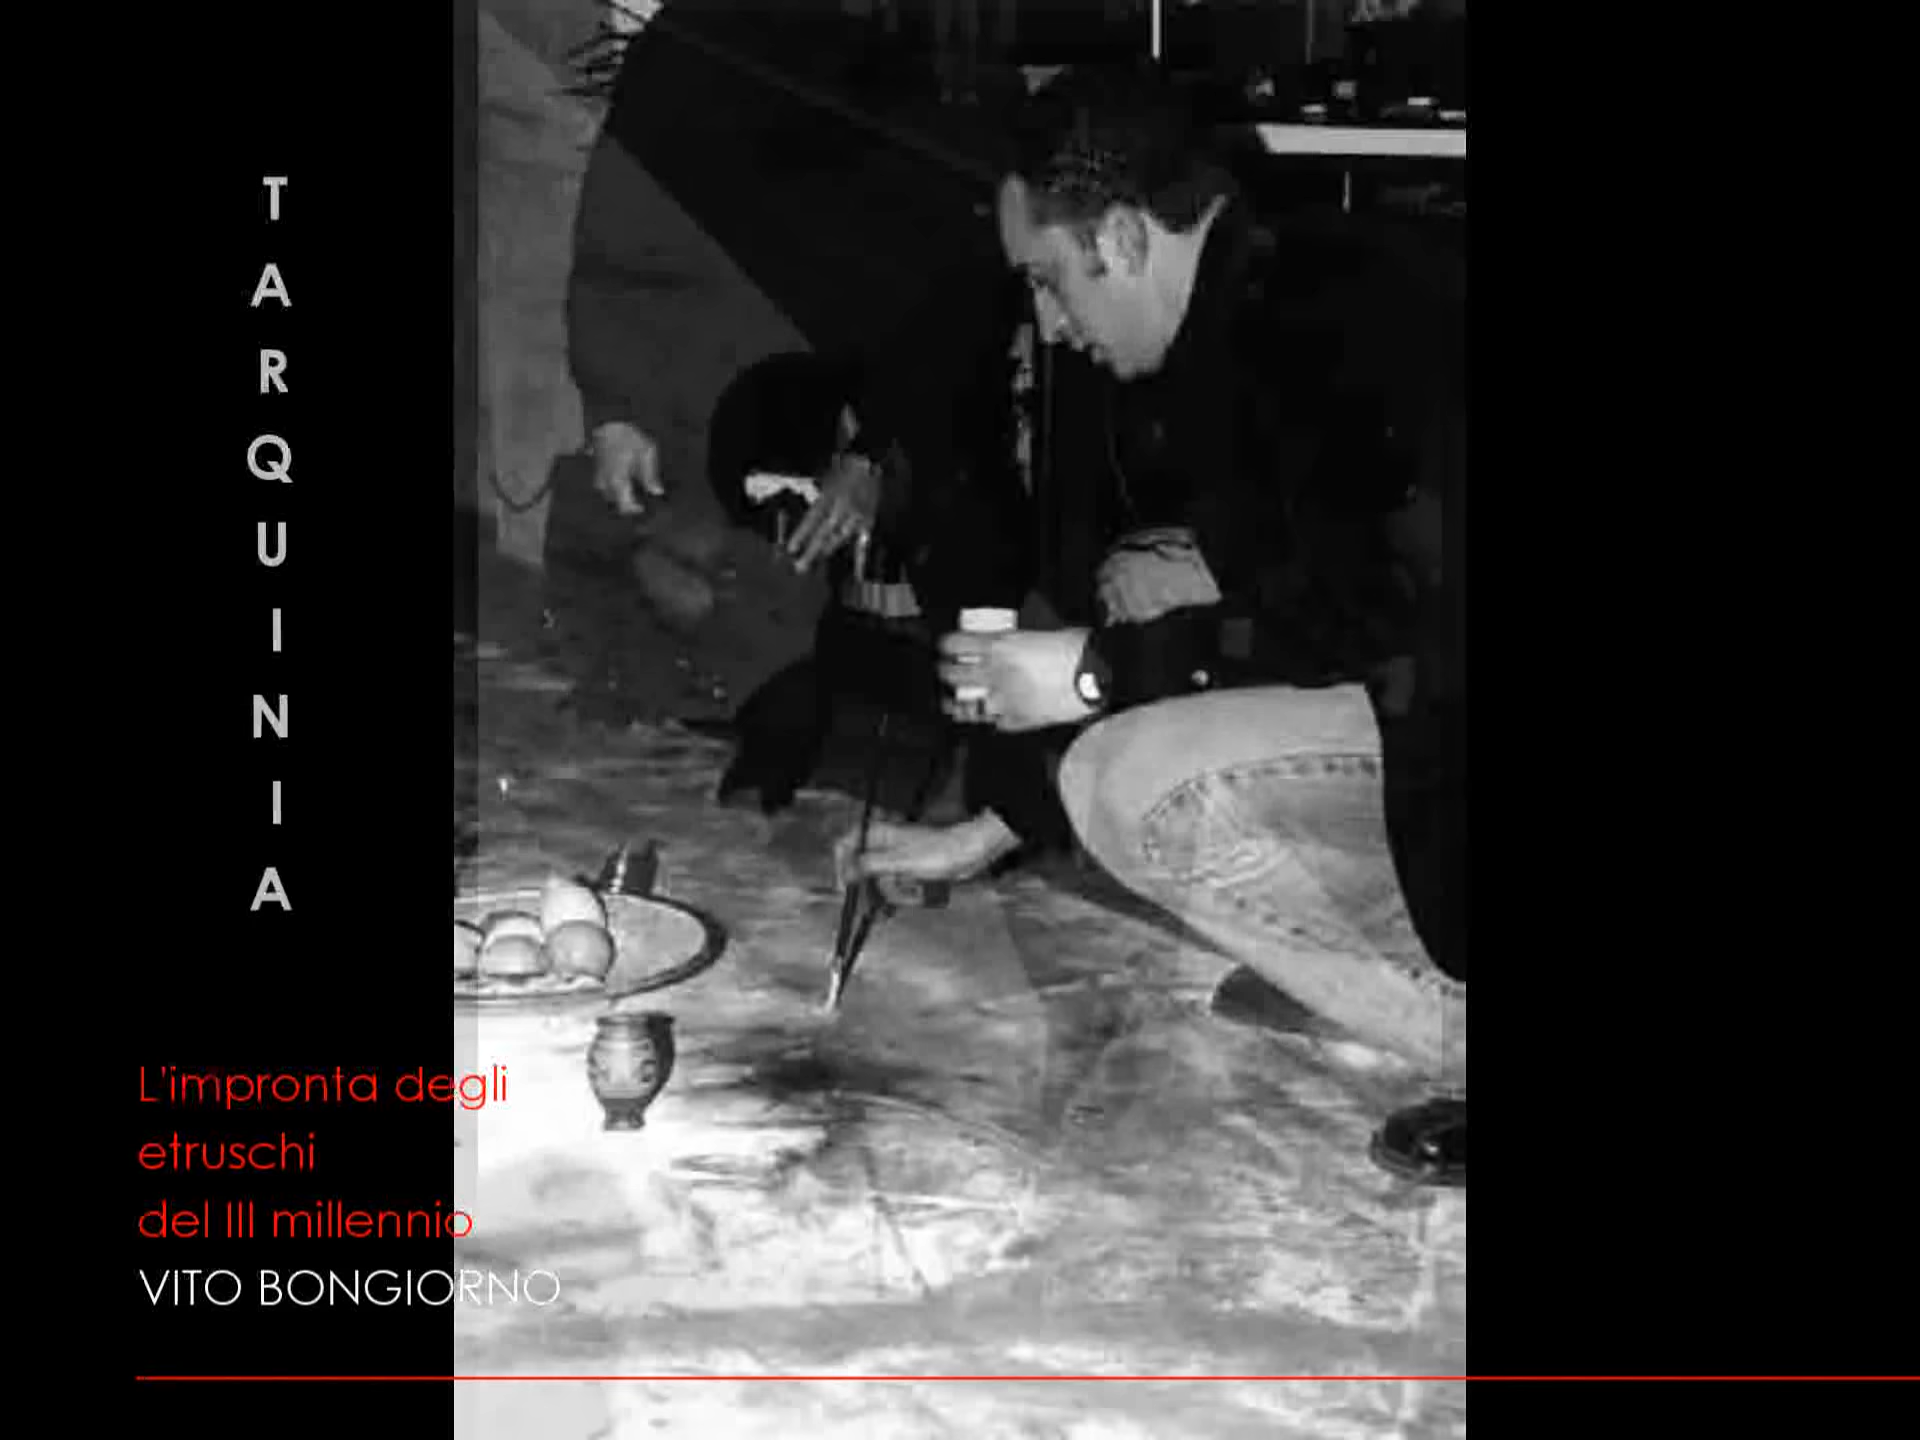 TARQUINIA
L'impronta degli
etruschi
del III millennio
VITO BONGIORNO